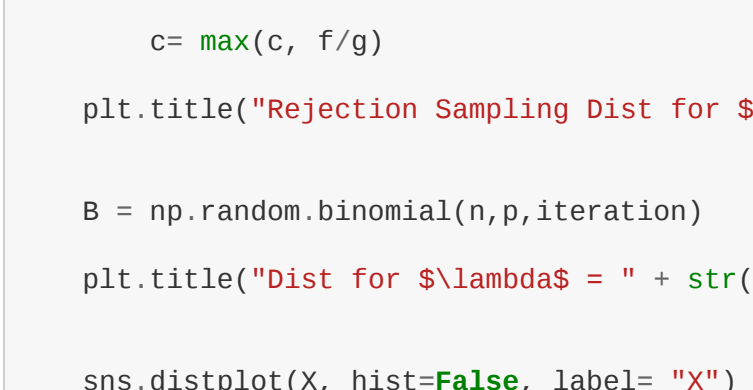 c= max(c, f/g)
plt.title("Rejection Sampling Dist for $
B = np.random.binomial(n,p,iteration)
plt.title("Dist for $\lambda$ = " + str(
sns.distplot(X, hist=False, label= "X")